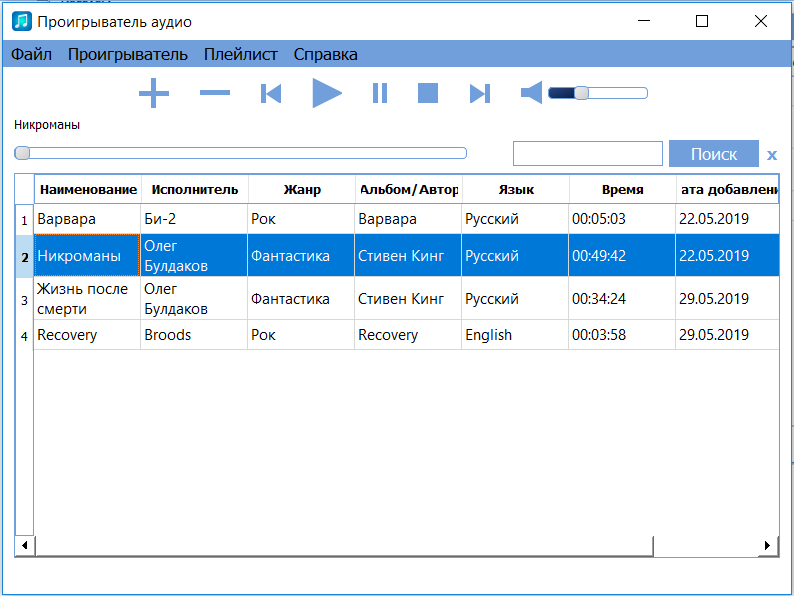 Проигрыватель аудио
Файл Проигрыватель Плейлист Справка
Никроманы
Поиск x
Наименование Исполнитель Жанр Альбом/Автор Язык Время ата добавлени
1 Варвара Би-2 Рок Варвара Русский 00:05:03 22.05.2019
2 Никроманы Олег Булдаков Фантастика Стивен Кинг Русский 00:49:42 22.05.2019
3 Жизнь после смерти Олег Булдаков Фантастика Стивен Кинг Русский 00:34:24 29.05.2019
4 Recovery Broods Рок Recovery English 00:03:58 29.05.2019